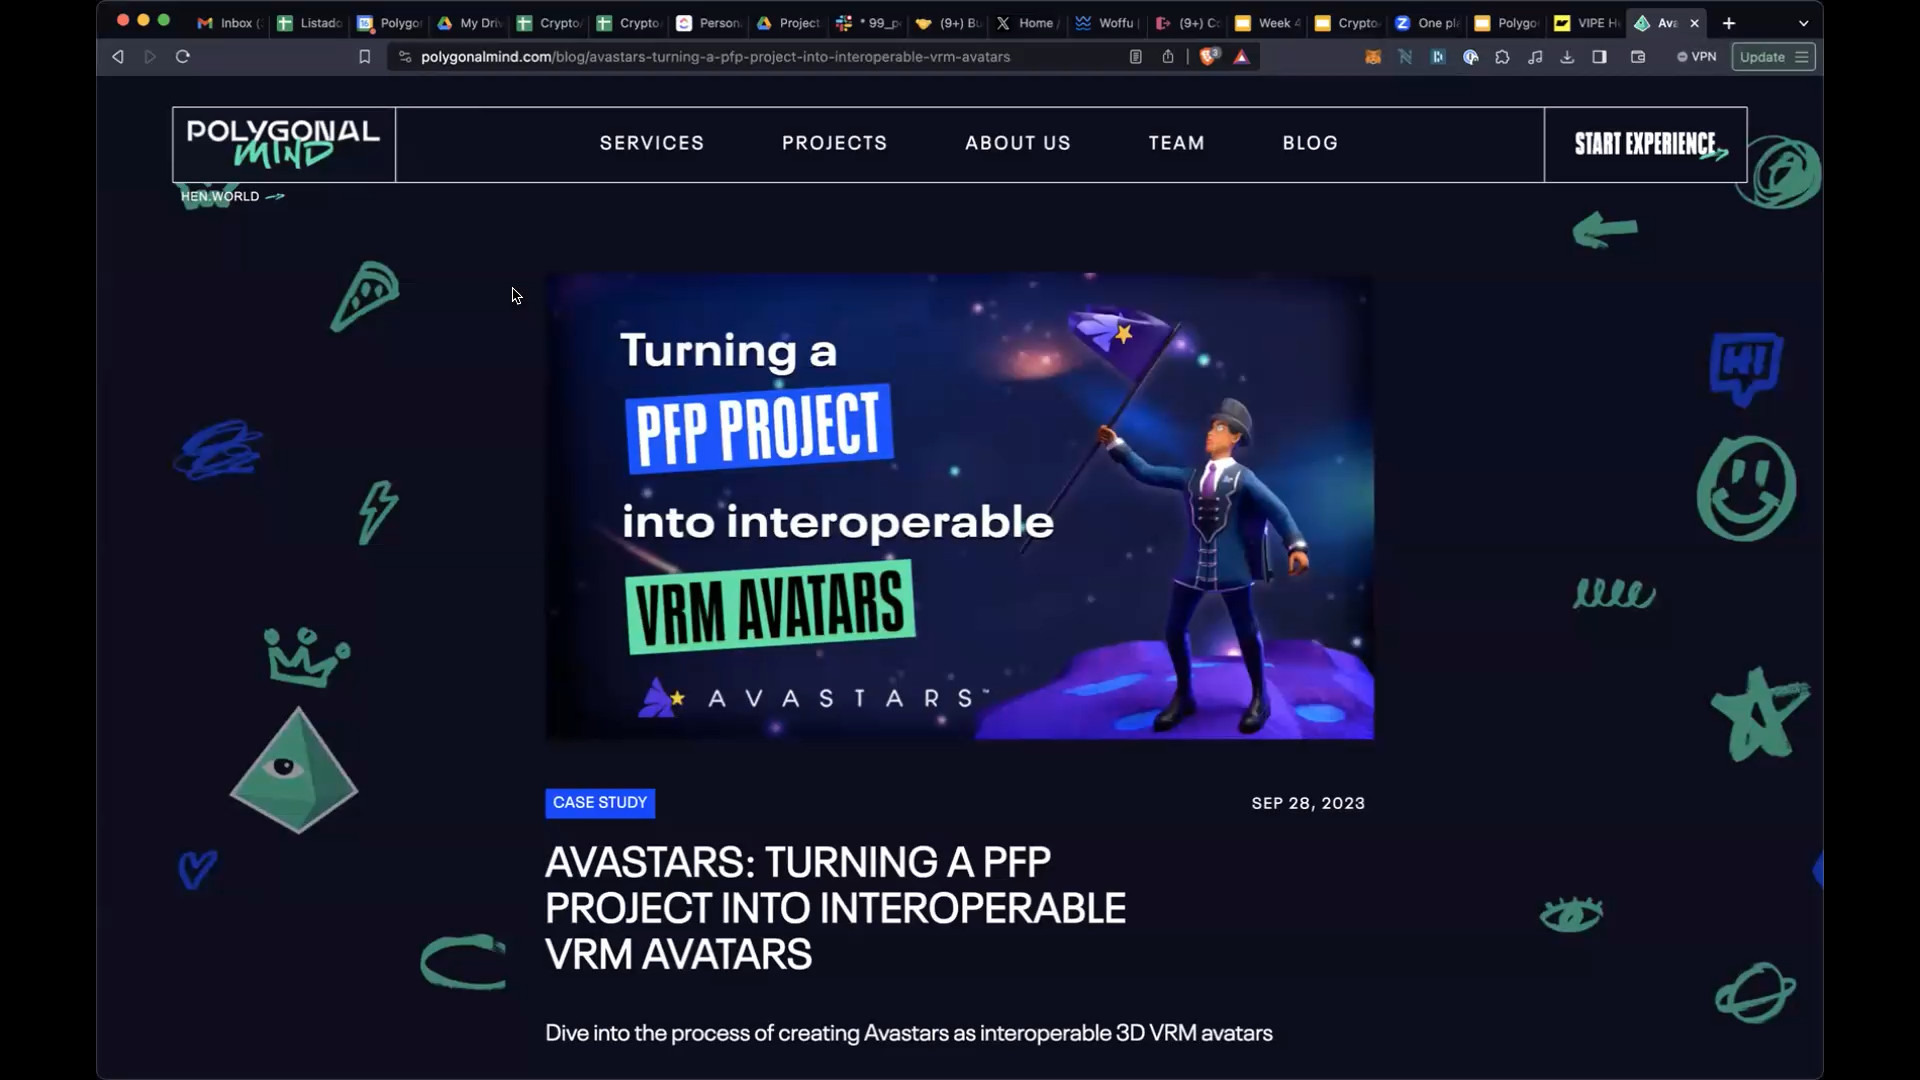 Inbox (
Listado
Polygo
My Driv
Crypto
Crypto
Person
Project
* 99_p
(9+) Bu
Home /
Woffu
(9+) Co
Week 4
Crypto
One pl
Polygo
VIPE H
Ava
polygonalmind.com/blog/avastars-turning-a-pfp-project-into-interoperable-vrm-avatars
3
VPN
Update
POLYGONAL
MIND
SERVICES
PROJECTS
ABOUT US
TEAM
BLOG
START EXPERIENCE
HEN.WORLD
HI
Turning a
PFP PROJECT
into interoperable
VRM AVATARS
AVASTARS™
CASE STUDY
SEP 28, 2023
AVASTARS: TURNING A PFP
PROJECT INTO INTEROPERABLE
VRM AVATARS
Dive into the process of creating Avastars as interoperable 3D VRM avatars